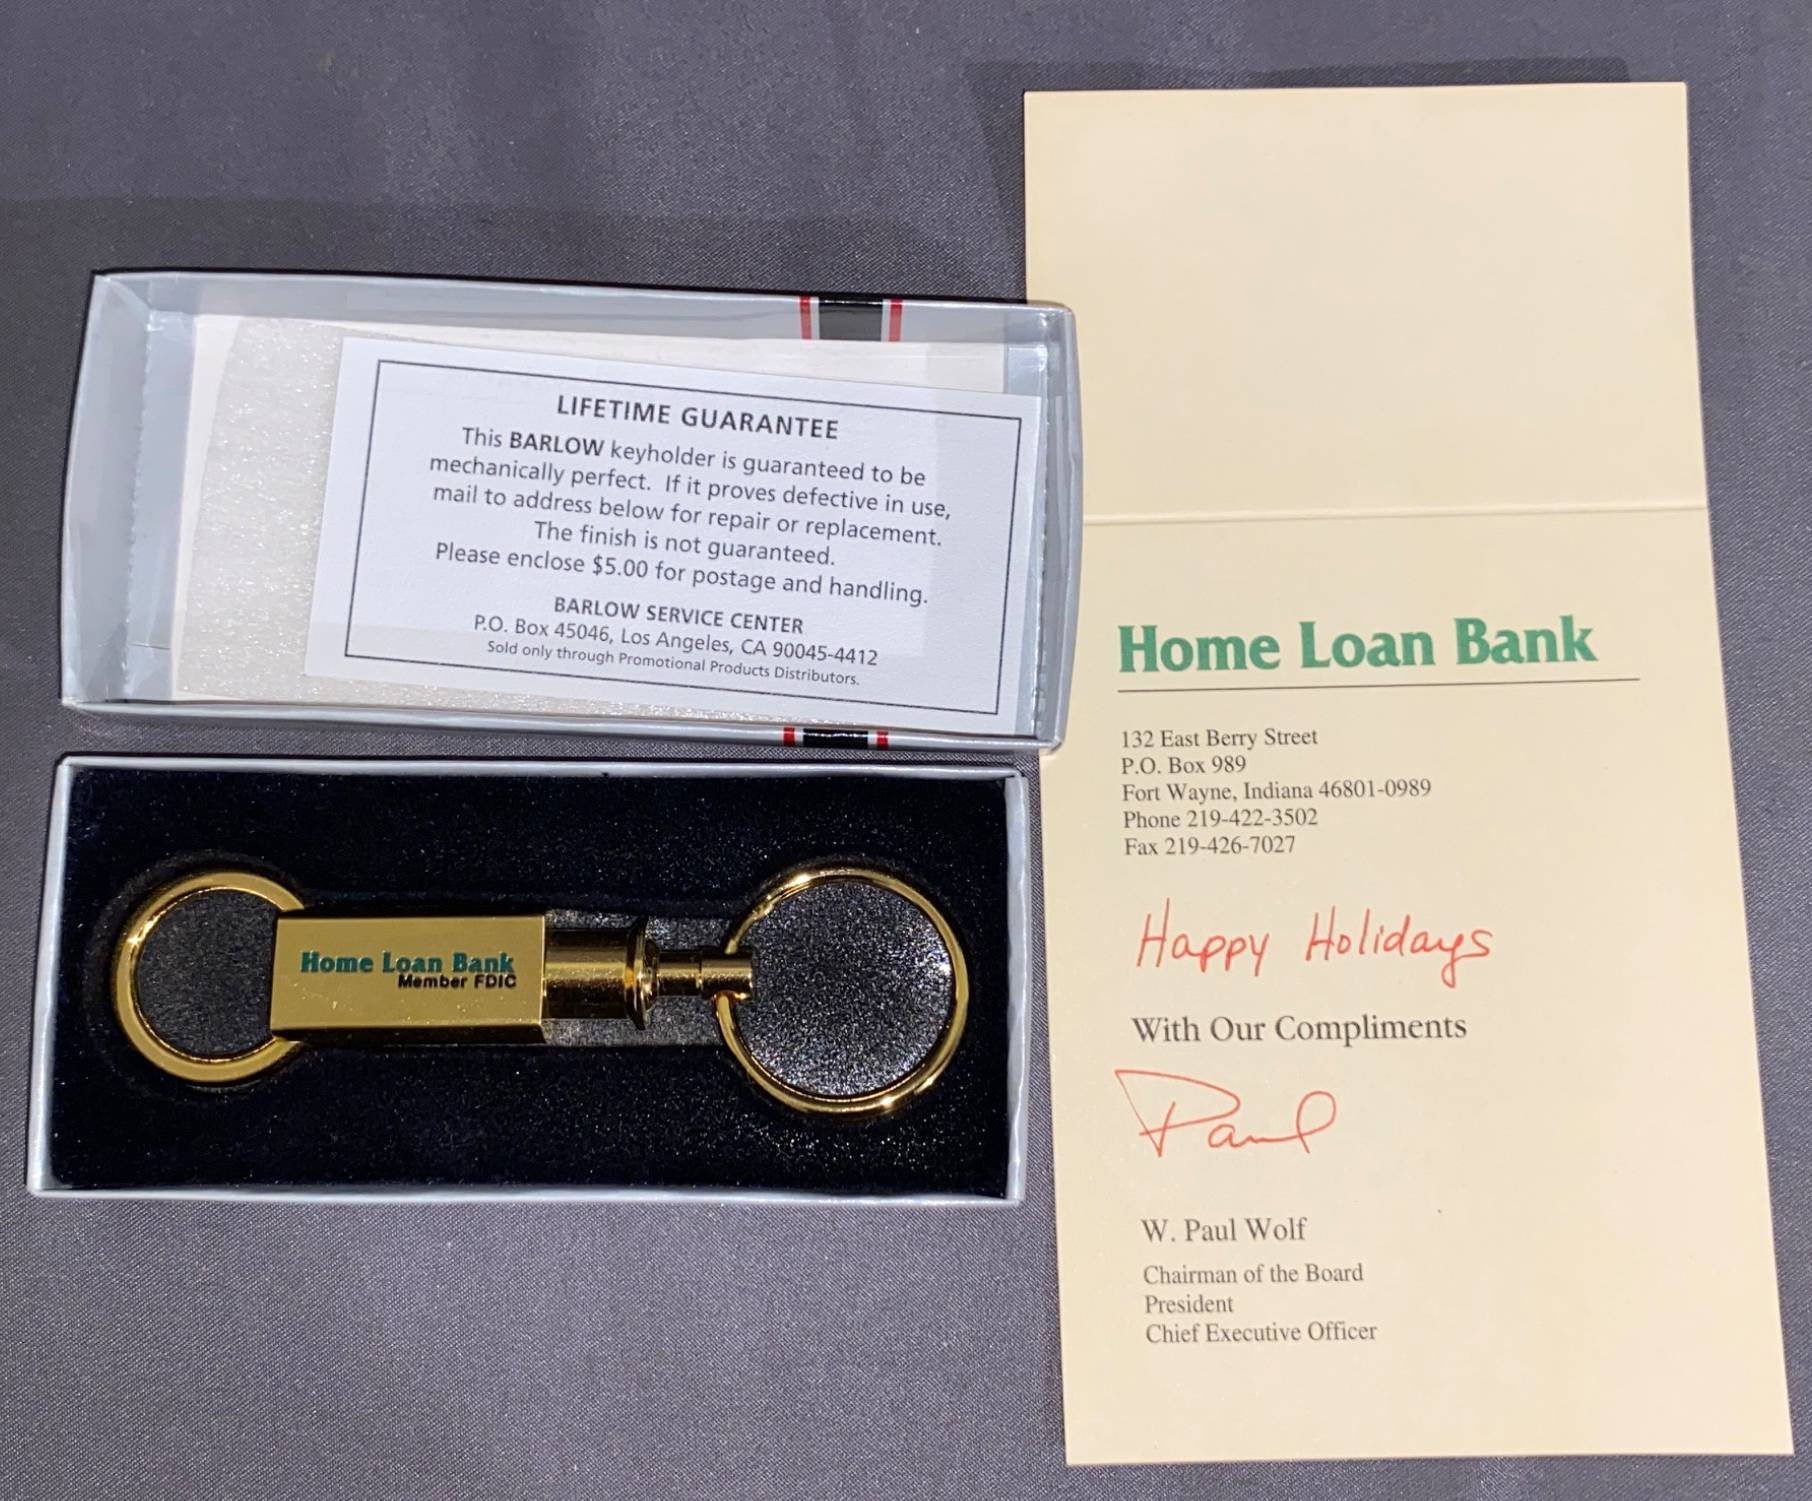 LIFETIME GUARANTEE
This BARLOW keyholder is guaranteed to be
mechanically perfect. If it proves defective in use,
mail to address below for repair or replacement.
The finish is not guaranteed.
Please enclose $5.00 for postage and handling.
BARLOW SERVICE CENTER
P.O. Box 45046, Los Angeles, CA 90045-4412
Sold only through Promotional Products Distributors.
Home Loan Bank
Member FDIC
Home Loan Bank
132 East Berry Street
P.O. Box 989
Fort Wayne, Indiana 46801-0989
Phone 219-422-3502
Fax 219-426-7027
Happy Holidays
With Our Compliments
Paul
W. Paul Wolf
Chairman of the Board
President
Chief Executive Officer